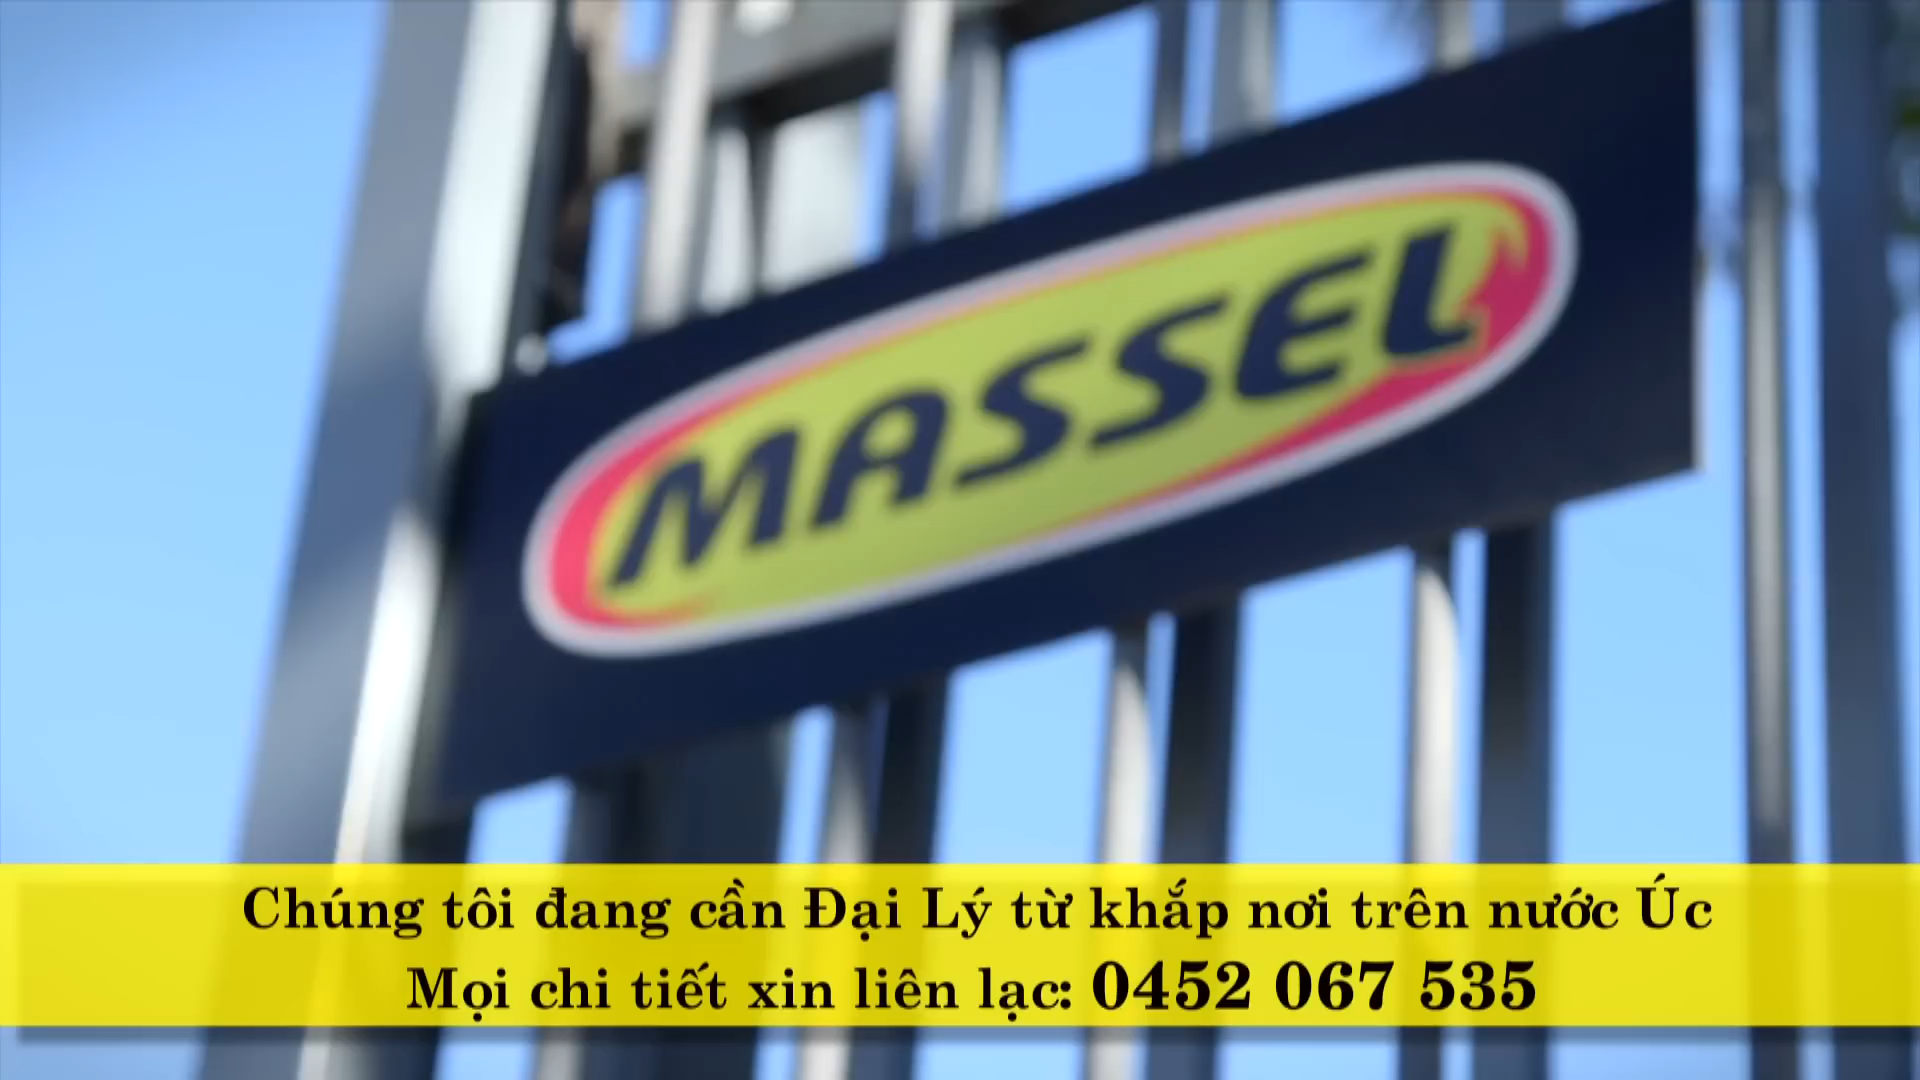 MASSEL
Chúng tôi đang cần Đại Lý từ khắp nơi trên nước Úc
Mọi chi tiết xin liên lạc: 0452 067 535